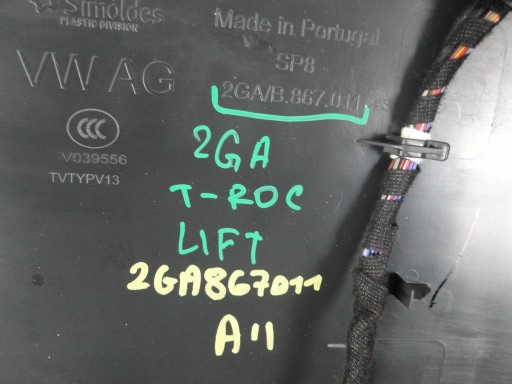 Simoldes
PLASTIC DIVISION
Made in Portugal
SP8
VW AG
2GA/B.867.011
V039556
TVTYPV13
2GA
T-ROC
LIFT
2GA867011
A11